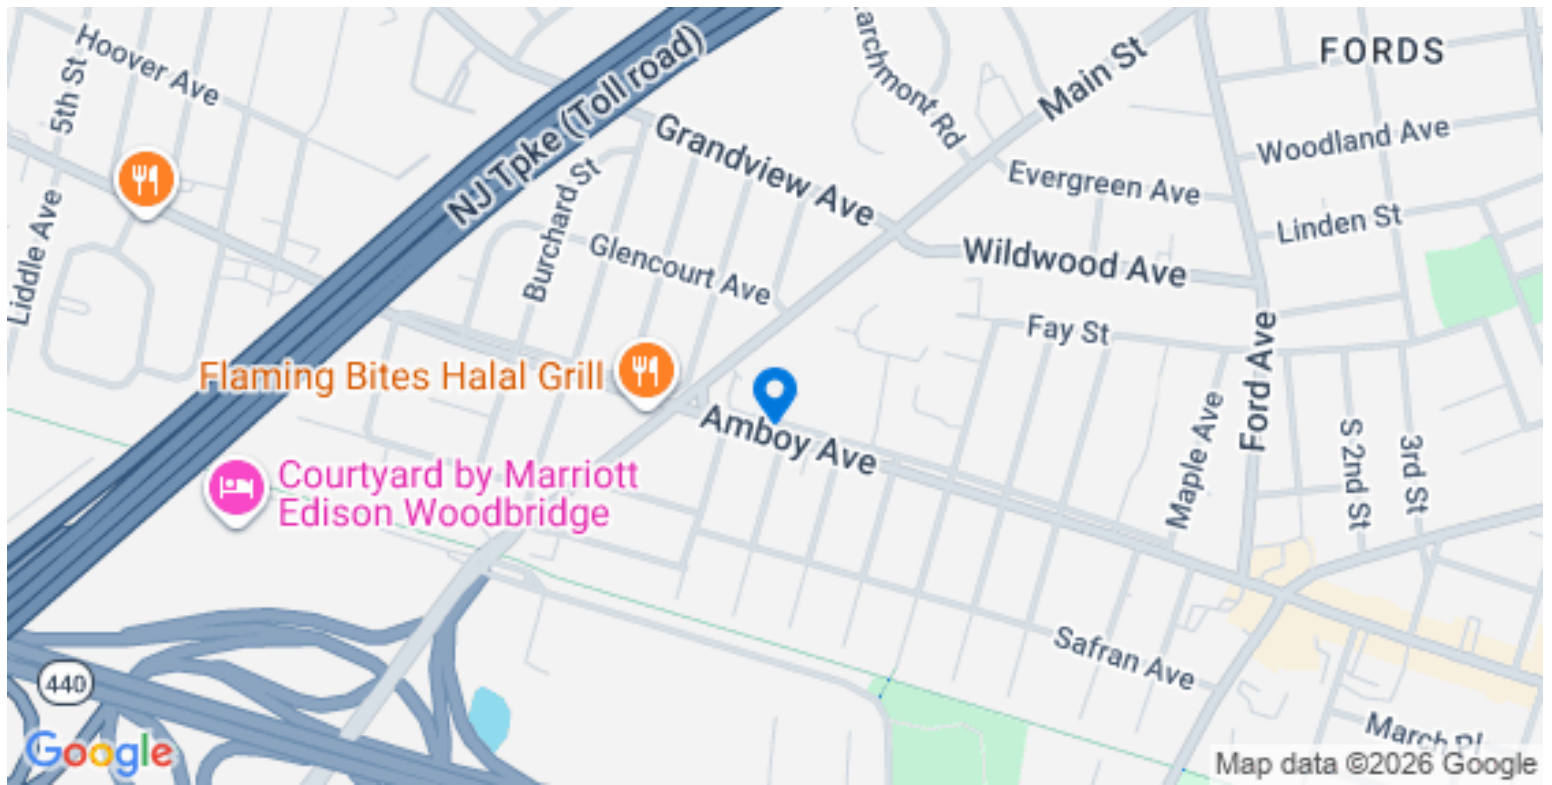 Hoover Ave
5th St
NJ Tpke (Toll road)
Main St
FORDS
Grandview Ave
Woodland Ave
Evergreen Ave
Linden St
Liddle Ave
Burchard St
Glencourt Ave
Wildwood Ave
Fay St
Ford Ave
Flaming Bites Halal Grill
Amboy Ave
Maple Ave
S 2nd St
3rd St
Courtyard by Marriott
Edison Woodbridge
Safran Ave
440
March Pl
Google
Map data ©2026 Google